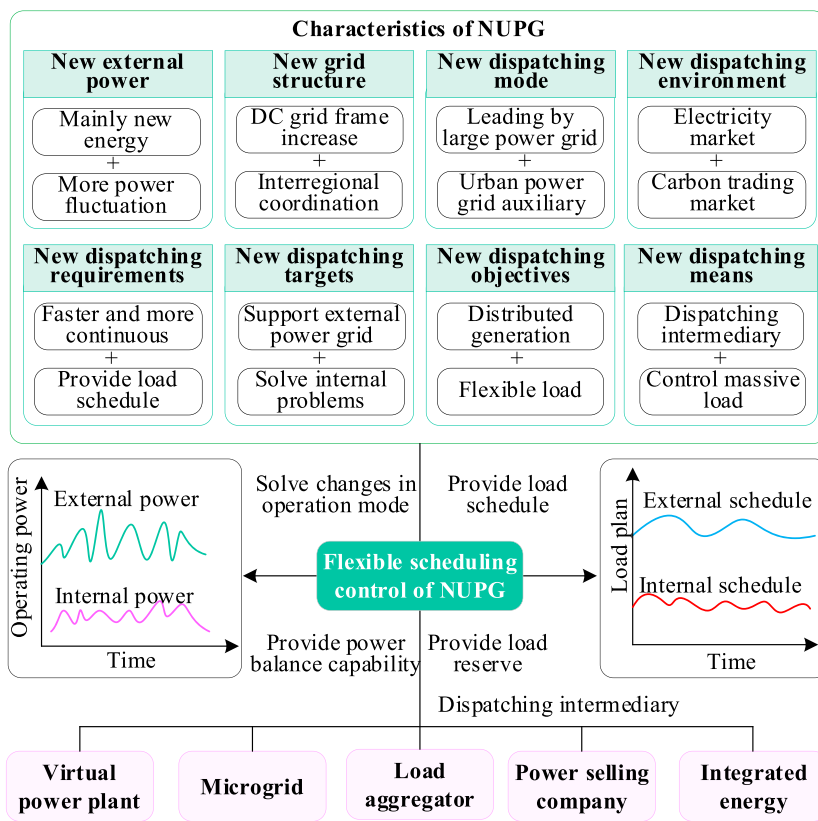 Characteristics of NUPG
New external
power
Mainly new
energy
+
More power
fluctuation
New grid
structure
DC grid frame
increase
+
Interregional
coordination
New dispatching
mode
Leading by
large power grid
+
Urban power
grid auxiliary
New dispatching
environment
Electricity
market
+
Carbon trading
market
New dispatching
requirements
Faster and more
continuous
+
Provide load
schedule
New dispatching
targets
Support external
power grid
+
Solve internal
problems
New dispatching
objectives
Distributed
generation
+
Flexible load
New dispatching
means
Dispatching
intermediary
+
Control massive
load
Operating power
External power
Internal power
Time
Solve changes in
operation mode
Provide load
schedule
Flexible scheduling
control of NUPG
Provide power
balance capability
Provide load
reserve
Load plan
External schedule
Internal schedule
Time
Dispatching intermediary
Virtual
power plant
Microgrid
Load
aggregator
Power selling
company
Integrated
energy